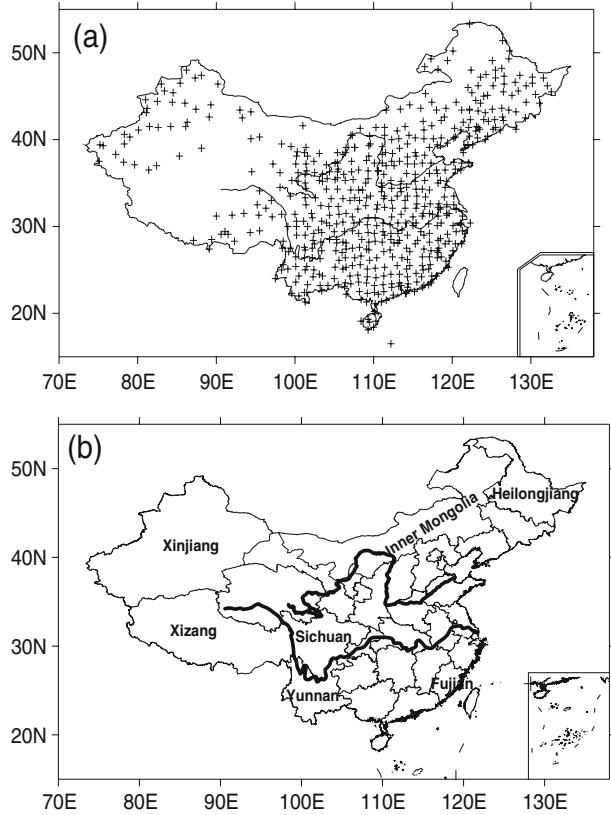 (a)
50N
40N
30N
20N
70E 80E 90E 100E 110E 120E 130E
(b)
50N
40N
30N
20N
Heilongjiang
Inner Mongolia
Xinjiang
Xizang
Sichuan
Yunnan
Fujian
70E 80E 90E 100E 110E 120E 130E